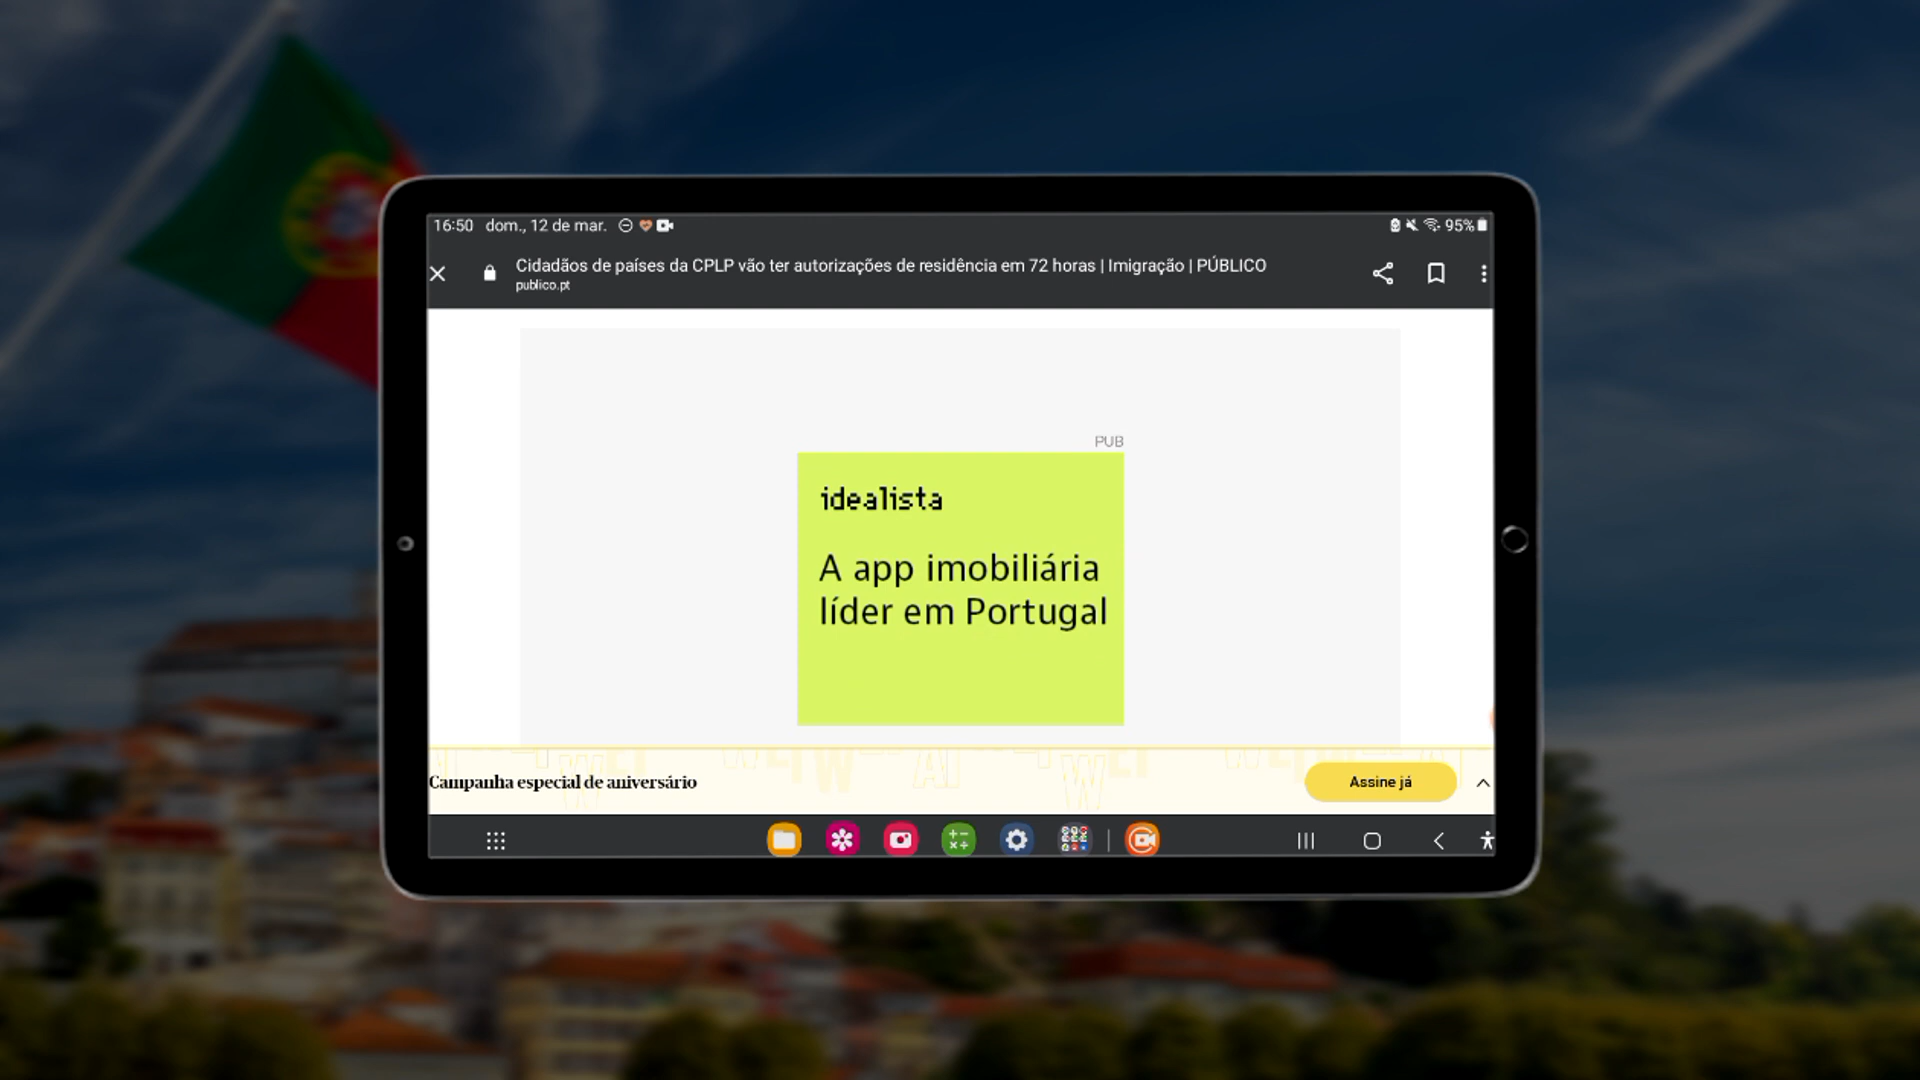 16:50 dom., 12 de mar. 95%
Cidadãos de países da CPLP vão ter autorizações de residência em 72 horas | Imigração | PÚBLICO
publico.pt
PUB
idealista
A app imobiliária
líder em Portugal
Campanha especial de aniversário
Assine já